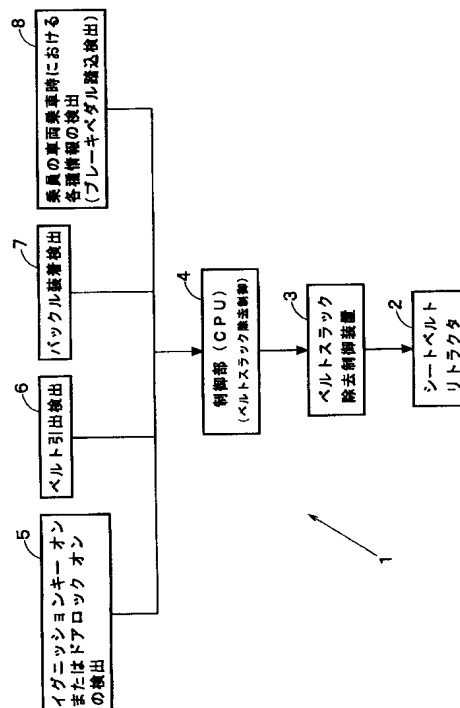 5
イグニッションキー オン
またはドアロック オン
の検出
6
ベルト引出検出
7
バックル装着検出
8
乗員の車両乗車時における
各種情報の検出
(ブレーキペダル踏込検出)
4
制御部(CPU)
(ベルトスラック除去制御)
3
ベルトスラック
除去制御装置
2
シートベルト
リトラクタ
1